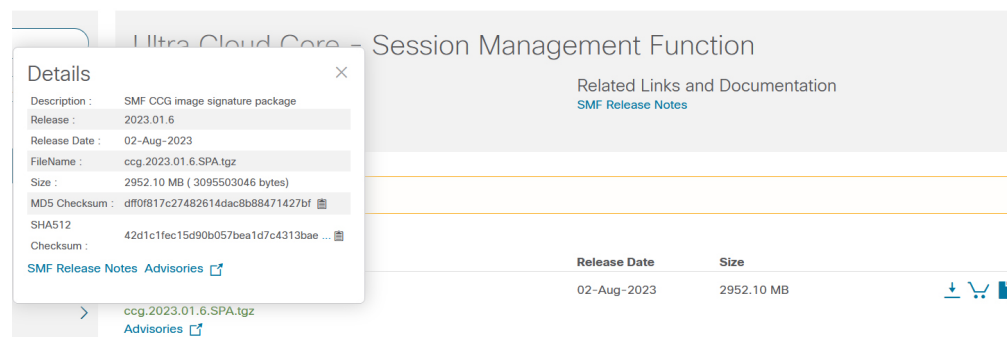 Ultra Cloud Core - Session Management Function
Details
Related Links and Documentation
SMF Release Notes
Description : SMF CCG image signature package
Release : 2023.01.6
Release Date : 02-Aug-2023
FileName : ccg.2023.01.6.SPA.tgz
Size : 2952.10 MB ( 3095503046 bytes)
MD5 Checksum : dff0f817c27482614dac8b88471427bf
SHA512
Checksum : 42d1c1fec15d90b057bea1d7c4313bae ...
SMF Release Notes Advisories
Release Date Size
02-Aug-2023 2952.10 MB
ccg.2023.01.6.SPA.tgz
Advisories